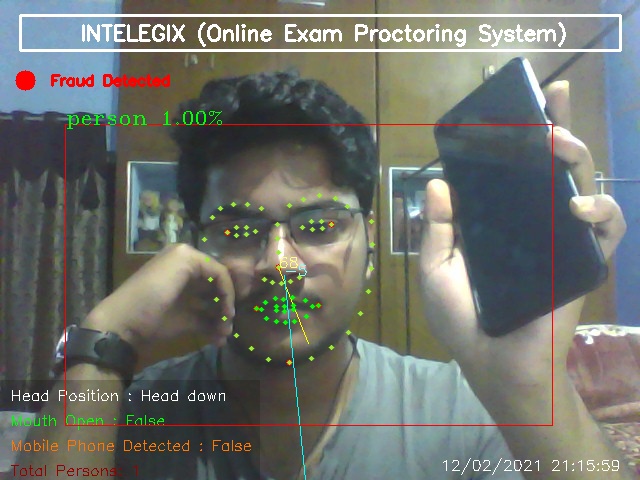 INTELEGIX (Online Exam Proctoring System)
Fraud Detected
person 1.00%
68
Head Position : Head down
Mouth Open : False
Mobile Phone Detected : False
Total Persons: 1
12/02/2021 21:15:59